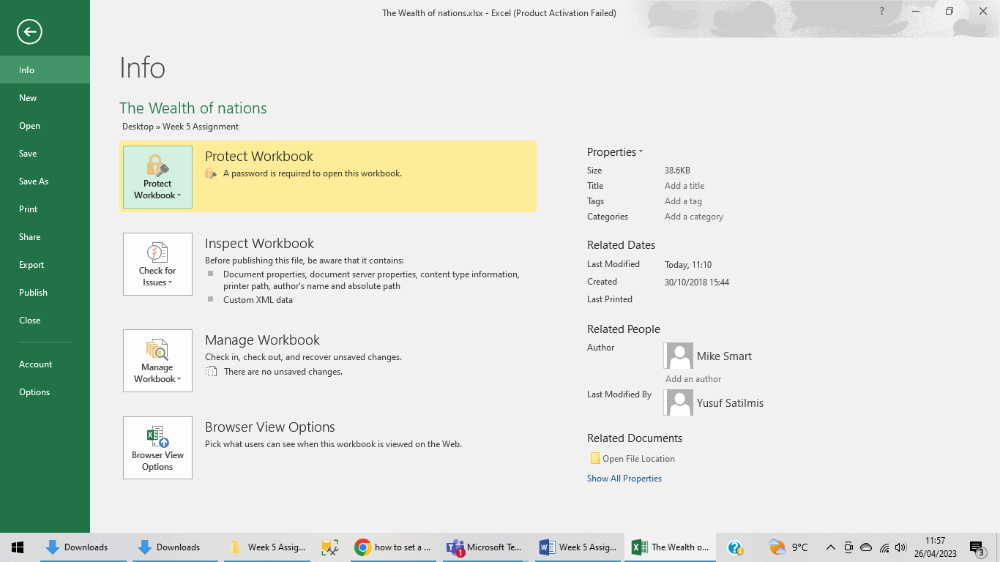 The Wealth of nations.xlsx - Excel (Product Activation Failed)
?
Info
New
Open
Save
Save As
Print
Share
Export
Publish
Close
Account
Options
Info
The Wealth of nations
Desktop » Week 5 Assignment
Protect
Workbook
Protect Workbook
A password is required to open this workbook.
Check for
Issues
Inspect Workbook
Before publishing this file, be aware that it contains:
Document properties, document server properties, content type information,
printer path, author's name and absolute path
Custom XML data
Manage
Workbook
Manage Workbook
Check in, check out, and recover unsaved changes.
There are no unsaved changes.
Browser View
Options
Browser View Options
Pick what users can see when this workbook is viewed on the Web.
Properties
Size 38.6KB
Title Add a title
Tags Add a tag
Categories Add a category
Related Dates
Last Modified Today, 11:10
Created 30/10/2018 15:44
Last Printed
Related People
Author Mike Smart
Add an author
Last Modified By Yusuf Satilmis
Related Documents
Open File Location
Show All Properties
Downloads
Downloads
Week 5 Assig...
how to set a ...
1
Microsoft Te...
Week 5 Assig...
The Wealth o...
?
9°C
11:57
26/04/2023
3